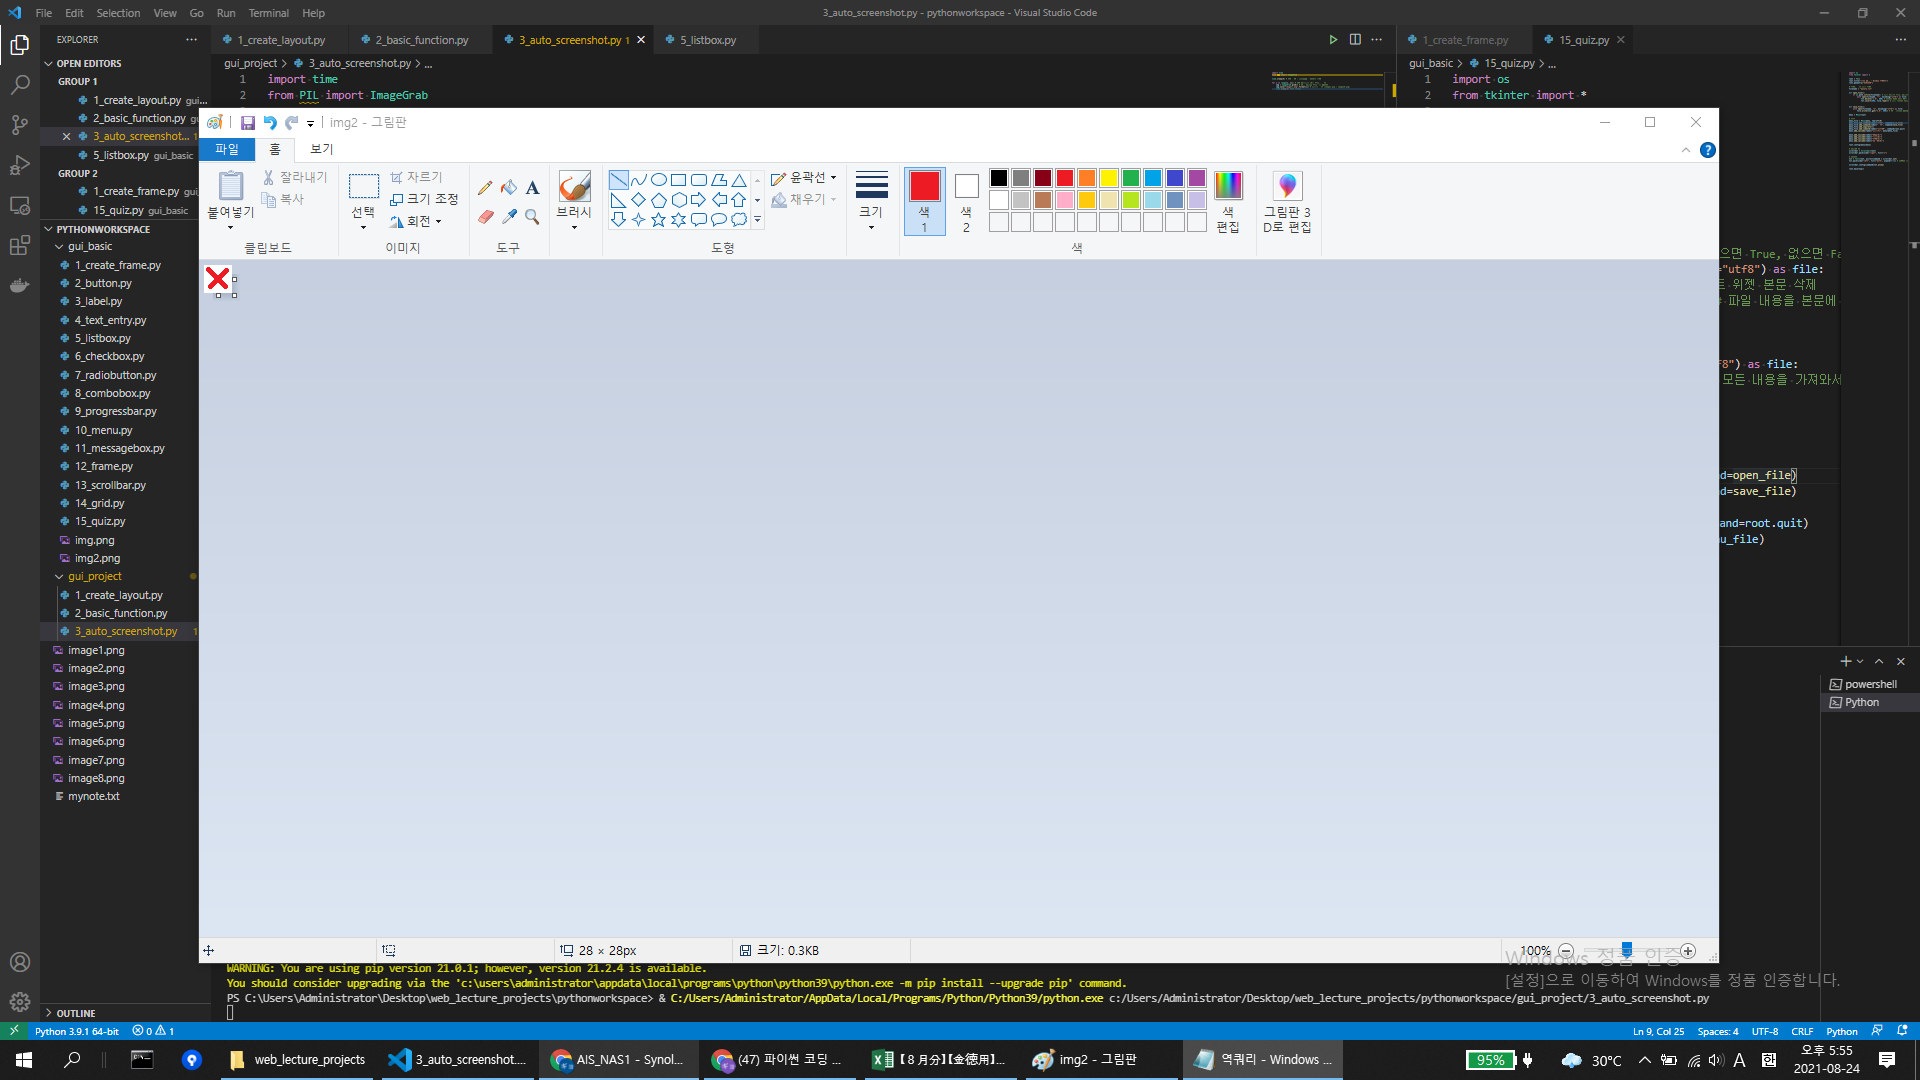 File Edit Selection View Go Run Terminal Help
3_auto_screenshot.py - pythonworkspace - Visual Studio Code
EXPLORER
1_create_layout.py 2_basic_function.py 3_auto_screenshot.py 1 5_listbox.py
1_create_frame.py 15_quiz.py
OPEN EDITORS
gui_project > 3_auto_screenshot.py > ...
gui_basic > 15_quiz.py > ...
GROUP 1
1 import time
1 import os
1_create_layout.py gui...
2 from PIL import ImageGrab
2 from tkinter import *
2_basic_function.py g
3_auto_screenshot... 1
5_listbox.py gui_basic
GROUP 2
1_create_frame.py gui
15_quiz.py gui_basic
PYTHONWORKSPACE
gui_basic
1_create_frame.py
2_button.py
3_label.py
4_text_entry.py
5_listbox.py
6_checkbox.py
7_radiobutton.py
8_combobox.py
9_progressbar.py
10_menu.py
11_messagebox.py
12_frame.py
13_scrollbar.py
14_grid.py
15_quiz.py
img.png
img2.png
gui_project
1_create_layout.py
2_basic_function.py
3_auto_screenshot.py 1
image1.png
image2.png
image3.png
image4.png
image5.png
image6.png
image7.png
image8.png
mynote.txt
OUTLINE
img2 - 그림판
파일 홈 보기
붙여넣기 잘라내기 복사
클립보드
선택 자르기 크기 조정 회전
이미지
도구
브러시
윤곽선 채우기
도형
크기
색 1
색 2
색 편집
색
그림판 3D로 편집
28 × 28px
크기: 0.3KB
100%
으면 True, 없으면 Fa
="utf8") as file:
트 위젯 본문 삭제
파일 내용을 본문에
f8") as file:
모든 내용을 가져와서
d=open_file)
d=save_file)
and=root.quit)
u_file)
powershell
Python
WARNING: You are using pip version 21.0.1; however, version 21.2.4 is available.
You should consider upgrading via the 'c:\users\administrator\appdata\local\programs\python\python39\python.exe -m pip install --upgrade pip' command.
PS C:\Users\Administrator\Desktop\web_lecture_projects\pythonworkspace> & C:/Users/Administrator/AppData/Local/Programs/Python/Python39/python.exe c:/Users/Administrator/Desktop/web_lecture_projects/pythonworkspace/gui_project/3_auto_screenshot.py
Windows 정품 인증
[설정]으로 이동하여 Windows를 정품 인증합니다.
Python 3.9.1 64-bit 0 1
Ln 9, Col 25 Spaces: 4 UTF-8 CRLF Python
web_lecture_projects
3_auto_screenshot....
AIS_NAS1 - Synol...
(47) 파이썬 코딩 ...
【8月分】【金德用】...
img2 - 그림판
역쿼리 - Windows ...
95%
30°C
A
오후 5:55
2021-08-24